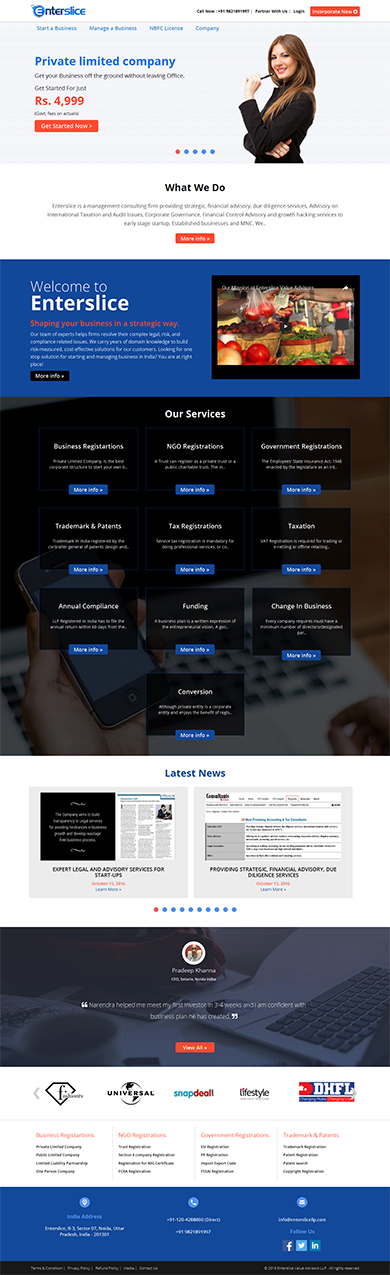 Enterslice
Call Now : +91 9821891997 | Partner With Us | Login Incorporate Now
Start a Business Manage a Business NBFC License Company
Private limited company
Get your Business off the ground without leaving Office.
Get Started For Just
Rs. 4,999
(Govt. fees on actuals)
Get Started Now >
What We Do
Enterslice is a management consulting firm providing strategic, financial advisory, due diligence services, Advisory on
International Taxation and Audit Issues, Corporate Governance, Financial Control Advisory and growth hacking services to
early stage startup, Established businesses and MNC. We..
More info »
Welcome to
Enterslice
Shaping your business in a strategic way.
Our team of experts helps firms resolve their complex legal, risk, and
compliance related issues. We carry years of domain knowledge to build
risk-measured, cost-effective solutions for our customers. Looking for one
stop solution for starting and managing business in India? You are at right
place!
More info »
Our Mission at Enterslice Value Advisors
Our Services
Business Registartions
Private Limited Company is the best
corporate structure to start your own b..
More info »
NGO Registrations
A Trust can register as a private trust or a
public charitable trust. The in..
More info »
Government Registrations
The Employees' State Insurance Act, 1948
enacted by the legislature as an int..
More info »
Trademark & Patents
Trademark in India registered by the
controller general of patents design and..
More info »
Tax Registrations
Service tax registration is mandatory for
doing professional services, or co..
More info »
Taxation
VAT Registration is required for trading or
e-retling or offline retailing..
More info »
Annual Compliance
LLP Registered in India has to file the
annual return within 60 days from the..
More info »
Funding
A business plan is a written expression of
the entrepreneurial vision. A goo..
More info »
Change In Business
Every company requires must have a
minimum number of directors/designated
par..
More info »
Conversion
Although private entity is a corporate
entity and enjoys the benefit of regis..
More info »
Latest News
The Company aims to build
transparency in Legal services
for avoiding hindrances in business
growth and develop wastage
free business process.
EXPERT LEGAL AND ADVISORY SERVICES FOR
START-UPS
October 15, 2016
Learn More »
Consultants
PROVIDING STRATEGIC, FINANCIAL ADVISORY, DUE
DILIGENCE SERVICES
October 15, 2016
Learn More »
Pradeep Khanna
CEO, Solaria, Noida India
Narendra helped me meet my first Investor in 3-4 weeks and i am confident with
business plan he has created.
View All »
fashiontv
UNIVERSAL
snapdeal
lifestyle
DHFL
Changing Rules Changing Lives
Business Registartions
Private Limited Company
Public Limited Company
Limited Liability Partnership
One Person Company
NGO Registrations
Trust Registration
Section 8 company Registration
Registration for 80G Certificate
FCRA Registration
Government Registrations
ESI Registration
PF Registration
Import Export Code
FSSAI Registration
Trademark & Patents
Trademark Registration
Patent Registration
Patent search
Copyright Registration
India Address
Enterslice, B 3, Sector 07, Noida, Uttar
Pradesh, India - 201301
+91-120-4288800 (Direct)
+91 9821891997
info@enterslicellp.com
Follow Us
Terms & Condition | Privacy Policy | Refund Policy | Media | Contact Us
© 2016 Enterslice Value Advisors LLP . All rights reserved.